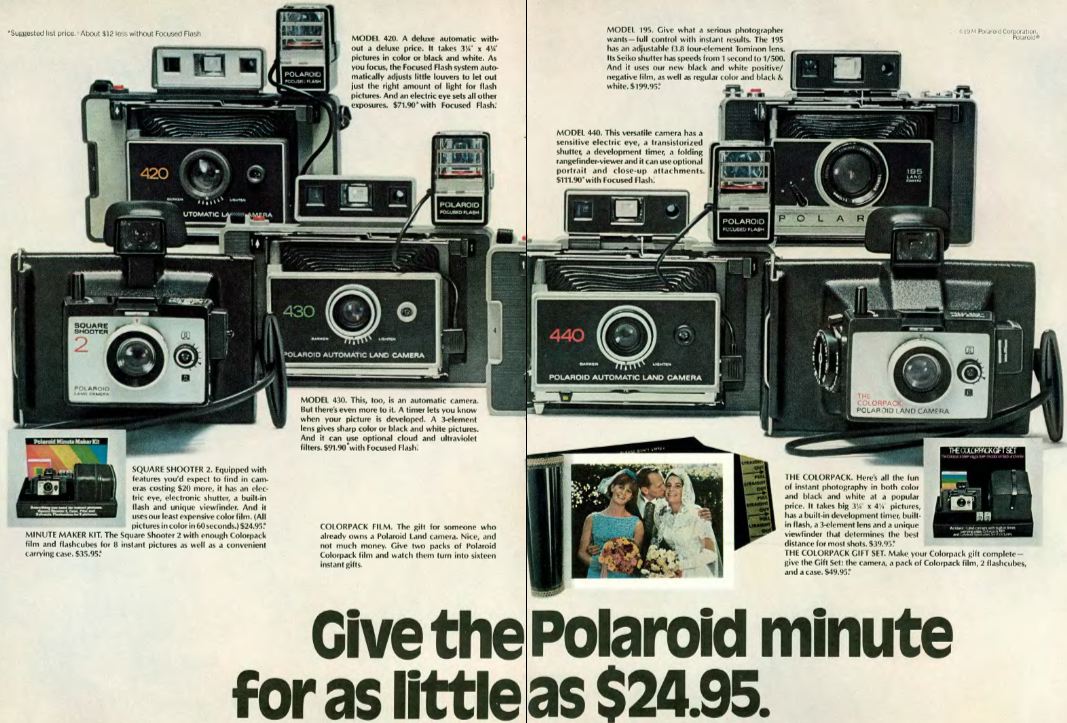 *Suggested list price. ¹About $12 less without Focused Flash
MODEL 420. A deluxe automatic with-
out a deluxe price. It takes 3¼" x 4¼"
pictures in color or black and white. As
you focus, the Focused Flash system auto-
matically adjusts little louvers to let out
just the right amount of light for flash
pictures. And an electric eye sets all other
exposures. $71.90* with Focused Flash.¹
POLAROID
FOCUSED FLASH
420
DARKEN LIGHTEN
AUTOMATIC LAND CAMERA
POLAROID
FOCUSED FLASH
SQUARE
SHOOTER
2
POLAROID
LAND CAMERA
430
DARKEN LIGHTEN
POLAROID AUTOMATIC LAND CAMERA
MODEL 430. This, too, is an automatic camera.
But there's even more to it. A timer lets you know
when your picture is developed. A 3-element
lens gives sharp color or black and white pictures.
And it can use optional cloud and ultraviolet
filters. $91.90* with Focused Flash.¹
Polaroid Minute Maker Kit
SQUARE SHOOTER 2. Equipped with
features you'd expect to find in cam-
eras costing $20 more, it has an elec-
tric eye, electronic shutter, a built-in
flash and unique viewfinder. And it
uses our least expensive color film. (All
pictures in color in 60 seconds.) $24.95*
MINUTE MAKER KIT. The Square Shooter 2 with enough Colorpack
film and flashcubes for 8 instant pictures as well as a convenient
carrying case. $35.95*
COLORPACK FILM. The gift for someone who
already owns a Polaroid Land camera. Nice, and
not much money. Give two packs of Polaroid
Colorpack film and watch them turn into sixteen
instant gifts.
MODEL 195. Give what a serious photographer
wants—full control with instant results. The 195
has an adjustable f3.8 four-element Tominon lens.
Its Seiko shutter has speeds from 1 second to 1/500.
And it uses our new black and white positive/
negative film, as well as regular color and black &
white. $199.95*
©1974 Polaroid Corporation,
Polaroid®
MODEL 440. This versatile camera has a
sensitive electric eye, a transistorized
shutter, a development timer, a folding
rangefinder-viewer and it can use optional
portrait and close-up attachments.
$111.90* with Focused Flash.
POLAROID
FOCUSED FLASH
195
LAND
POLAR
440
DARKEN LIGHTEN
POLAROID AUTOMATIC LAND CAMERA
THE
COLORPACK
POLAROID LAND CAMERA
THE COLORPACK GIFT SET
THE COLORPACK. Here's all the fun
of instant photography in both color
and black and white at a popular
price. It takes big 3¼" x 4¼" pictures,
has a built-in development timer, built-
in flash, a 3-element lens and a unique
viewfinder that determines the best
distance for most shots. $39.95*
THE COLORPACK GIFT SET. Make your Colorpack gift complete—
give the Gift Set: the camera, a pack of Colorpack film, 2 flashcubes,
and a case. $49.95*
Give the Polaroid minute
for as little as $24.95.